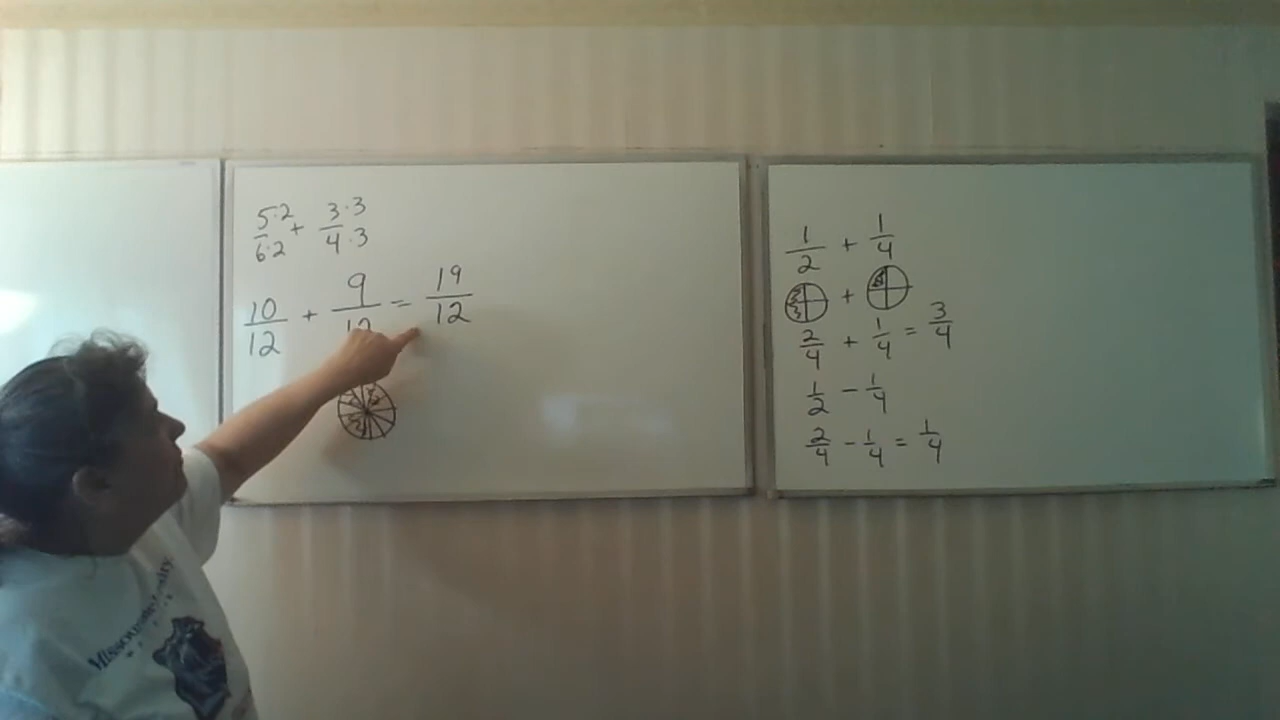 5·2/6·2 + 3·3/4·3
10/12 + 9/12 = 19/12
1/2 + 1/4
+
2/4 + 1/4 = 3/4
1/2 - 1/4
2/4 - 1/4 = 1/4